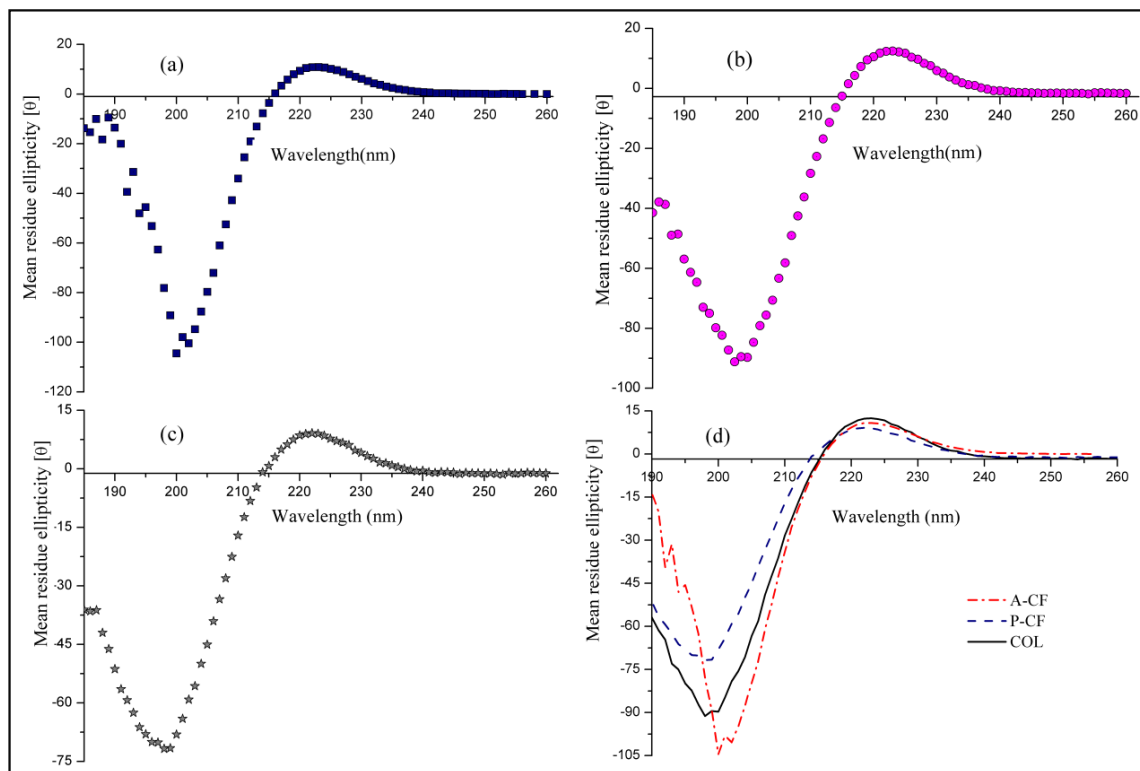 (a)
Mean residue ellipticity [θ]
20
0
-20
-40
-60
-80
-100
-120
190 200 210 220 230 240 250 260
Wavelength(nm)
(b)
Mean residue ellipticity [θ]
20
0
-20
-40
-60
-80
-100
190 200 210 220 230 240 250 260
Wavelength(nm)
(c)
Mean residue ellipticity [θ]
15
0
-15
-30
-45
-60
-75
190 200 210 220 230 240 250 260
Wavelength (nm)
(d)
Mean residue ellipticity [θ]
15
0
-15
-30
-45
-60
-75
-90
-105
190 200 210 220 230 240 250 260
Wavelength (nm)
A-CF
P-CF
COL